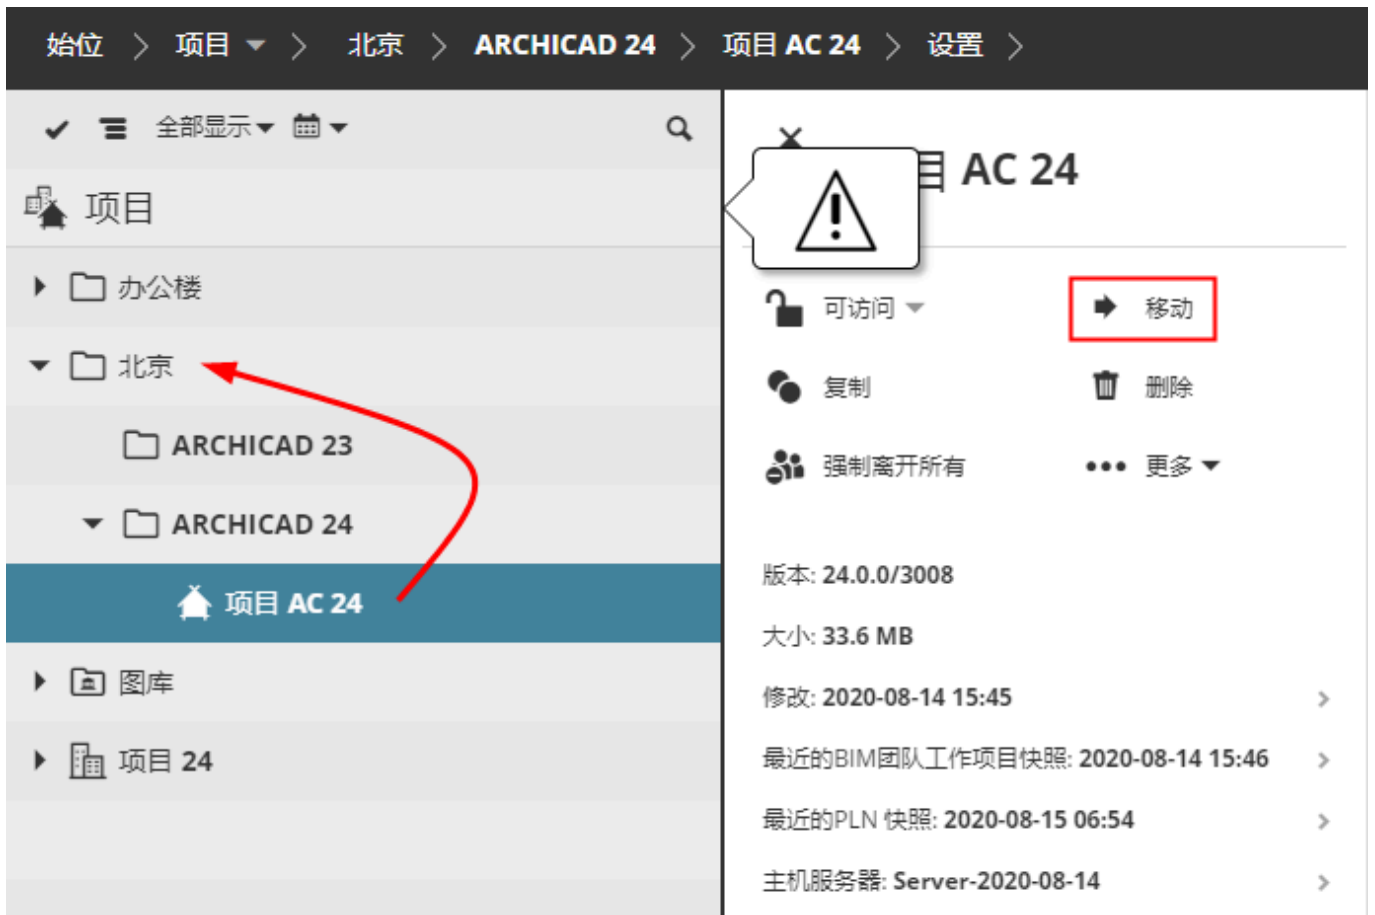 始位 > 项目 > 北京 > ARCHICAD 24 > 项目 AC 24 > 设置 >
全部显示
项目
办公楼
北京
ARCHICAD 23
ARCHICAD 24
项目 AC 24
图库
项目 24
目 AC 24
可访问
移动
复制
删除
强制离开所有
更多
版本: 24.0.0/3008
大小: 33.6 MB
修改: 2020-08-14 15:45
最近的BIM团队工作项目快照: 2020-08-14 15:46
最近的PLN 快照: 2020-08-15 06:54
主机服务器: Server-2020-08-14